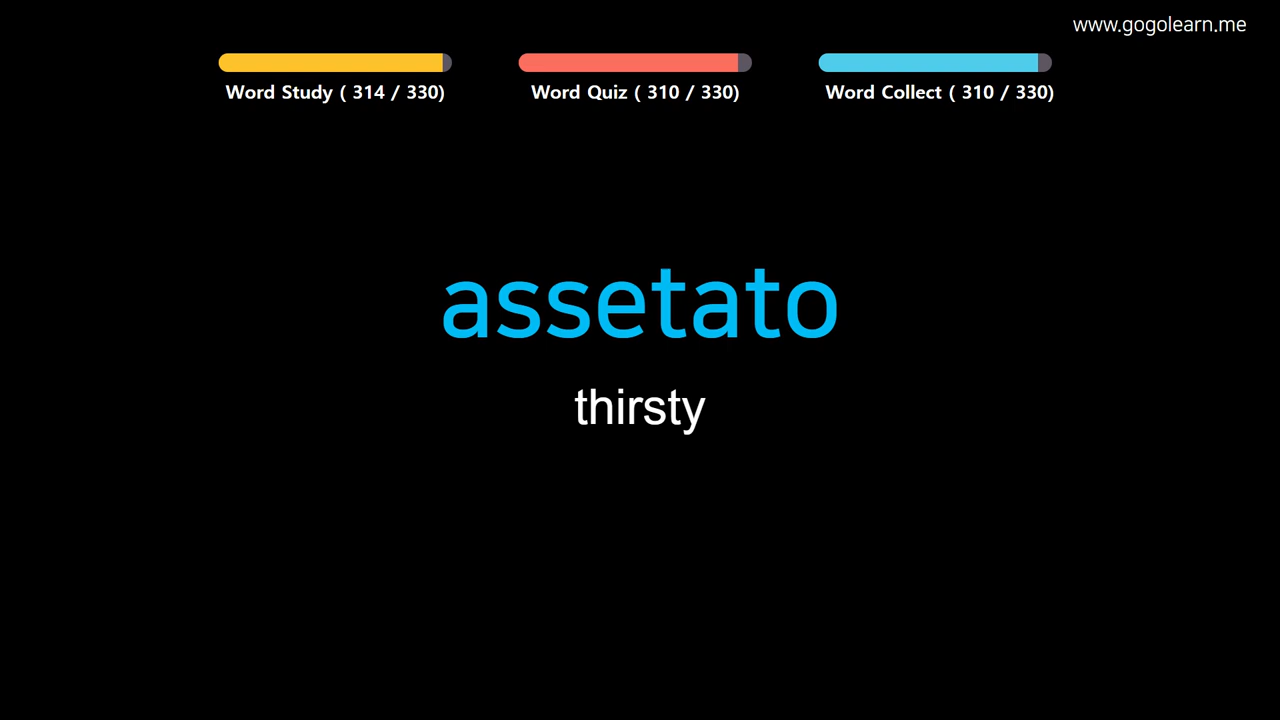 www.gogolearn.me
Word Study ( 314 / 330)
Word Quiz ( 310 / 330)
Word Collect ( 310 / 330)
assetato
thirsty